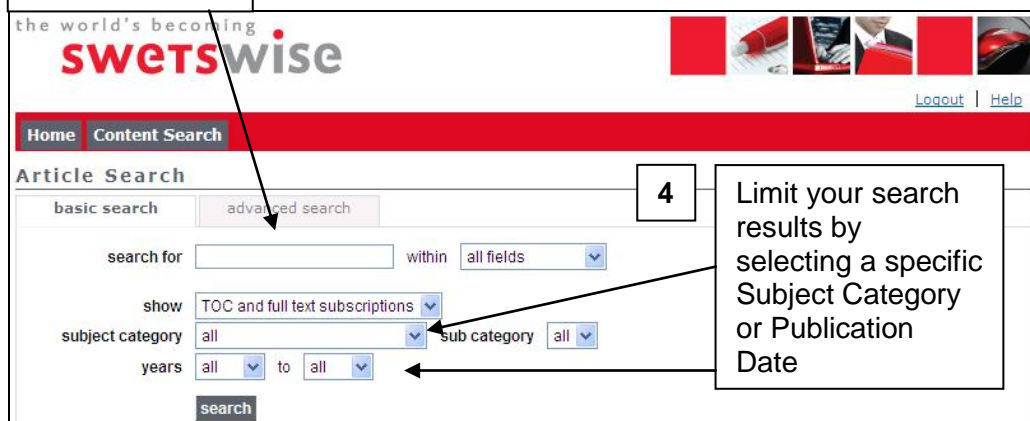 the world's becoming
swetswise
Logout | Help
Home Content Search
Article Search
basic search advanced search
search for within all fields
show TOC and full text subscriptions
subject category all sub category all
years all to all
search
4
Limit your search
results by
selecting a specific
Subject Category
or Publication
Date